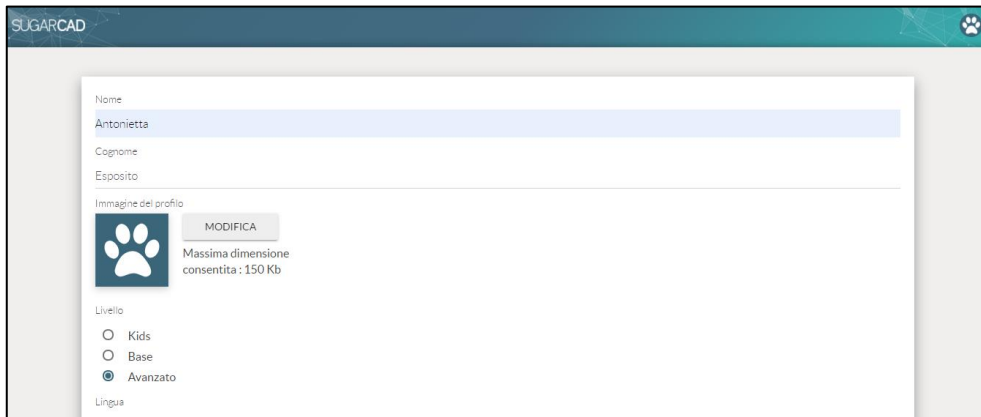 SUGARCAD
Nome
Antonietta
Cognome
Esposito
Immagine del profilo
MODIFICA
Massima dimensione
consentita : 150 Kb
Livello
Kids
Base
Avanzato
Lingua